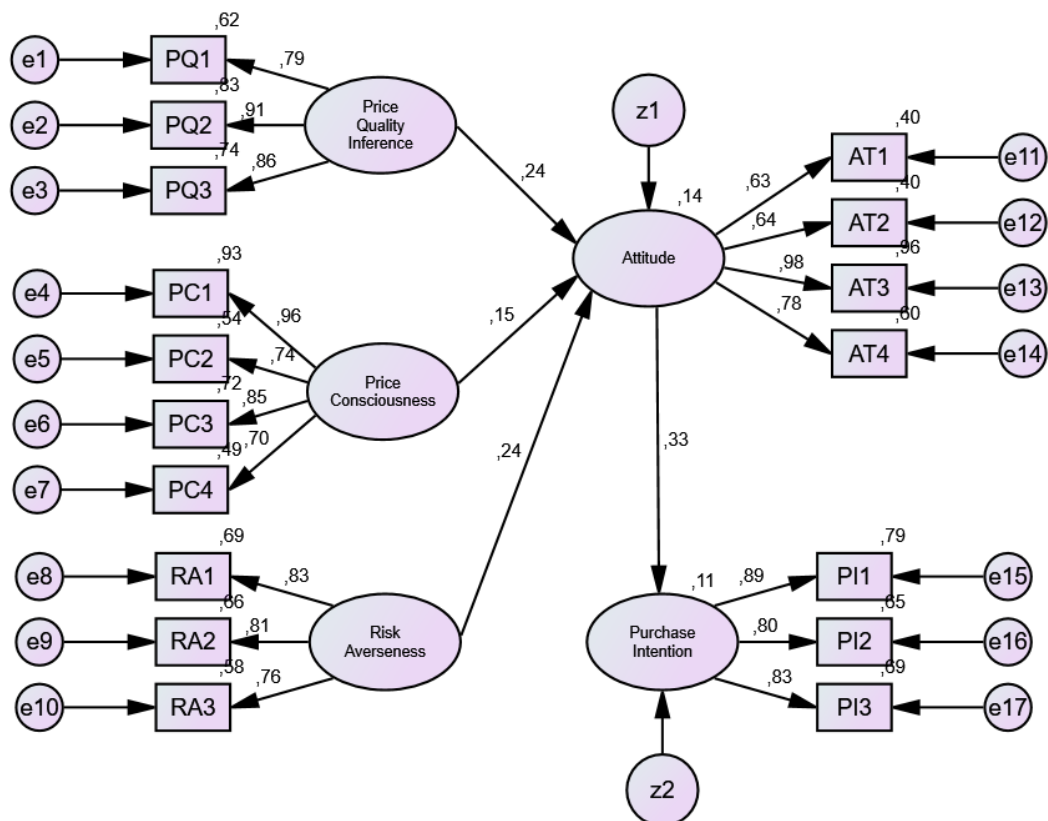 ,62
e1
PQ1
,79
,83
e2
PQ2
,91
,74
e3
PQ3
,86
Price
Quality
Inference
,24
,93
e4
PC1
,96
,54
e5
PC2
,74
,72
e6
PC3
,85
,49
e7
PC4
,70
Price
Consciousness
,15
,69
e8
RA1
,83
,66
e9
RA2
,81
,58
e10
RA3
,76
Risk
Averseness
,24
z1
,14
Attitude
,40
,63
AT1
e11
,40
,64
AT2
e12
,96
,98
AT3
e13
,60
,78
AT4
e14
,33
,11
Purchase
Intention
z2
,79
,89
PI1
e15
,65
,80
PI2
e16
,69
,83
PI3
e17